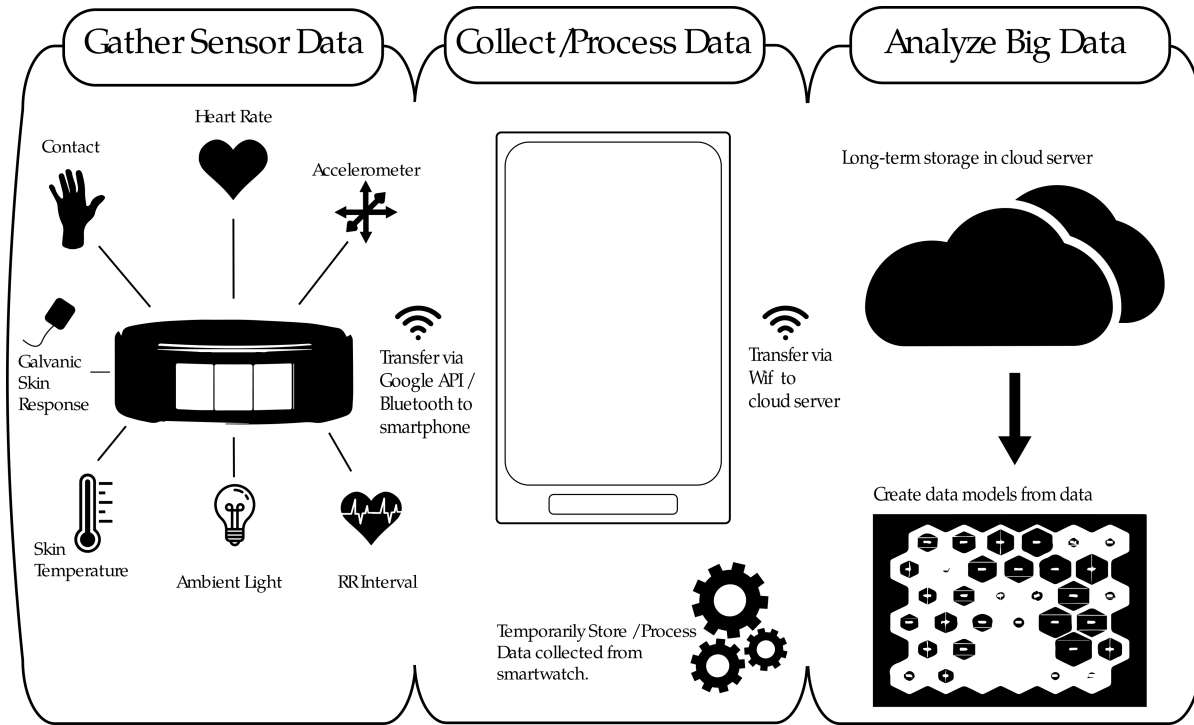 Gather Sensor Data
Collect/Process Data
Analyze Big Data
Heart Rate
Contact
Accelerometer
Galvanic
Skin
Response
Skin
Temperature
Ambient Light
RR Interval
Transfer via
Google API /
Bluetooth to
smartphone
Temporarily Store /Process
Data collected from
smartwatch.
Transfer via
Wif to
cloud server
Long-term storage in cloud server
Create data models from data